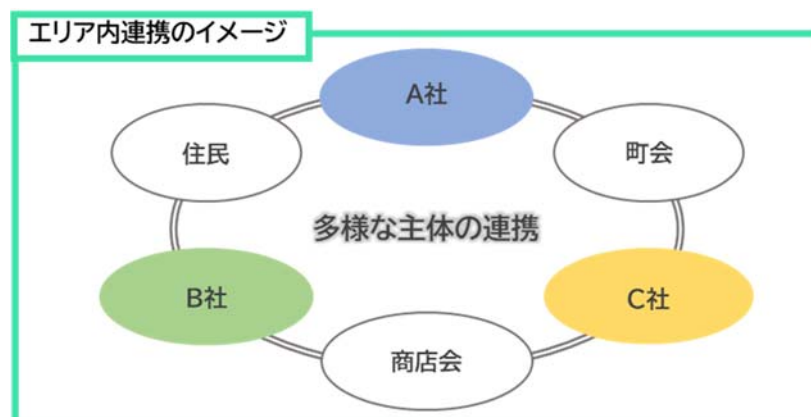 エリア内連携のイメージ
A社
住民
町会
多様な主体の連携
B社
C社
商店会